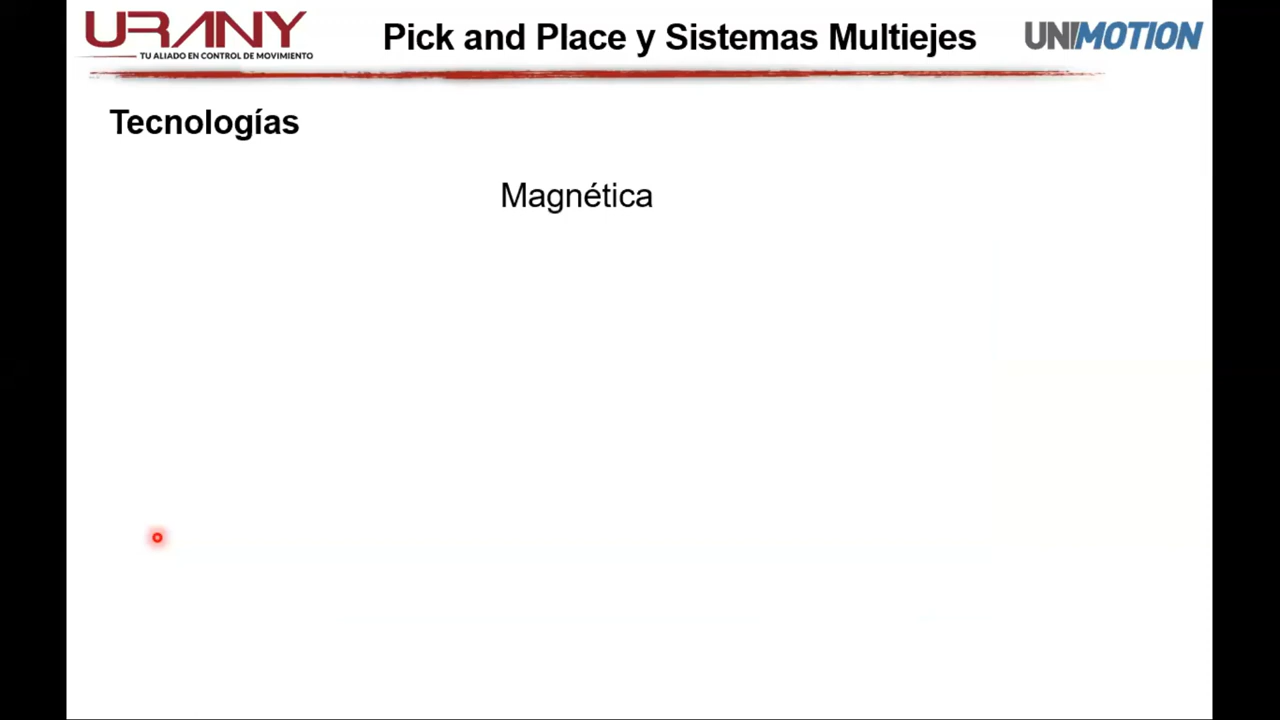 URANY
TU ALIADO EN CONTROL DE MOVIMIENTO
Pick and Place y Sistemas Multiejes
UNIMOTION
Tecnologías
Magnética